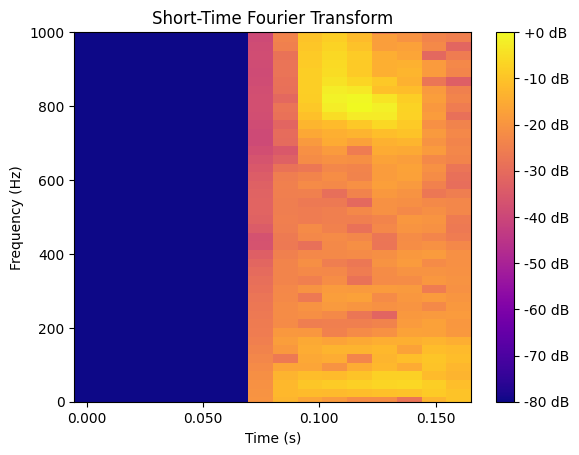 Short-Time Fourier Transform
Frequency (Hz)
1000
800
600
400
200
0
0.000
0.050
0.100
0.150
Time (s)
+0 dB
-10 dB
-20 dB
-30 dB
-40 dB
-50 dB
-60 dB
-70 dB
-80 dB